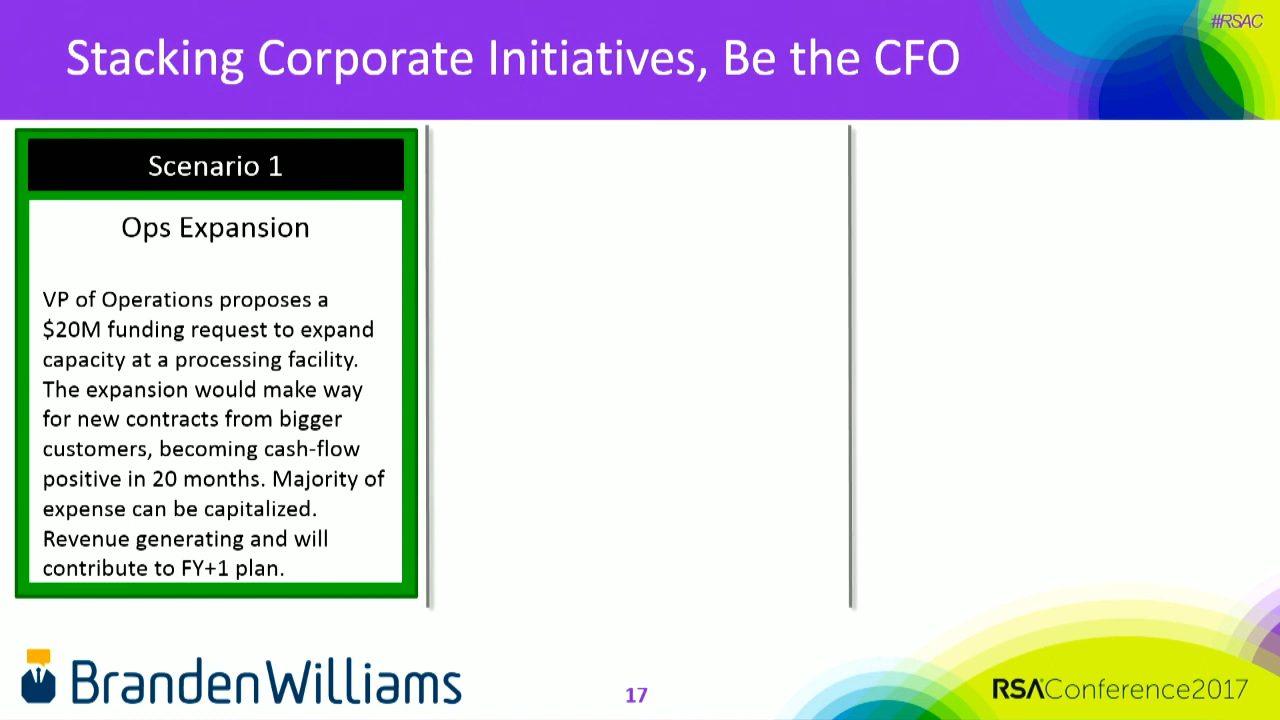 #RSAC
Stacking Corporate Initiatives, Be the CFO
Scenario 1
Ops Expansion
VP of Operations proposes a
$20M funding request to expand
capacity at a processing facility.
The expansion would make way
for new contracts from bigger
customers, becoming cash-flow
positive in 20 months. Majority of
expense can be capitalized.
Revenue generating and will
contribute to FY+1 plan.
BrandenWilliams
17
RSAConference2017